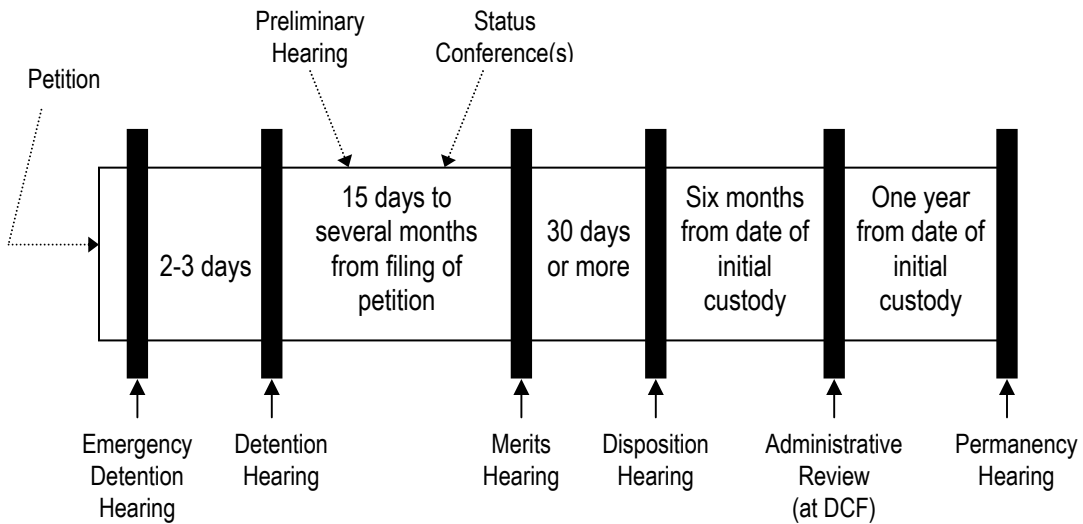 Preliminary
Hearing
Status
Conference(s)
Petition
2-3 days
15 days to
several months
from filing of
petition
30 days
or more
Six months
from date of
initial
custody
One year
from date of
initial
custody
Emergency
Detention
Hearing
Detention
Hearing
Merits
Hearing
Disposition
Hearing
Administrative
Review
(at DCF)
Permanency
Hearing